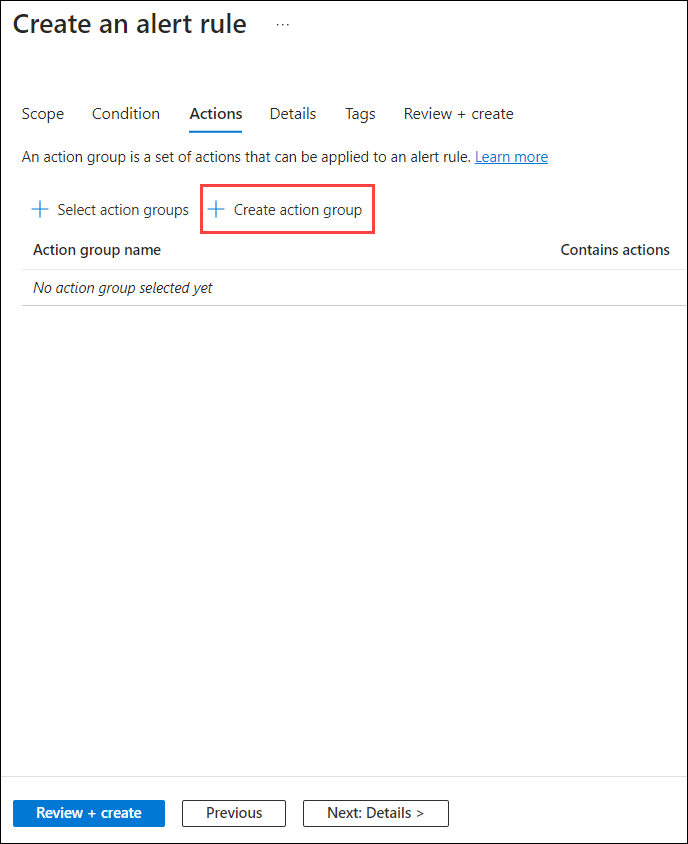 Create an alert rule ...
Scope Condition Actions Details Tags Review + create
An action group is a set of actions that can be applied to an alert rule. Learn more
+ Select action groups + Create action group
Action group name Contains actions
No action group selected yet
Review + create Previous Next: Details >